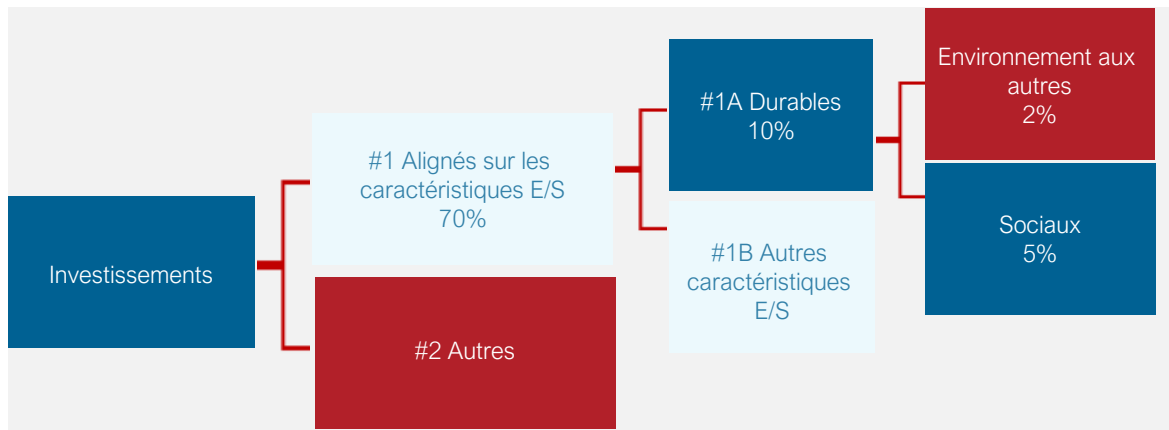 Investissements
#1 Alignés sur les
caractéristiques E/S
70%
#2 Autres
#1A Durables
10%
#1B Autres
caractéristiques
E/S
Environnement aux
autres
2%
Sociaux
5%